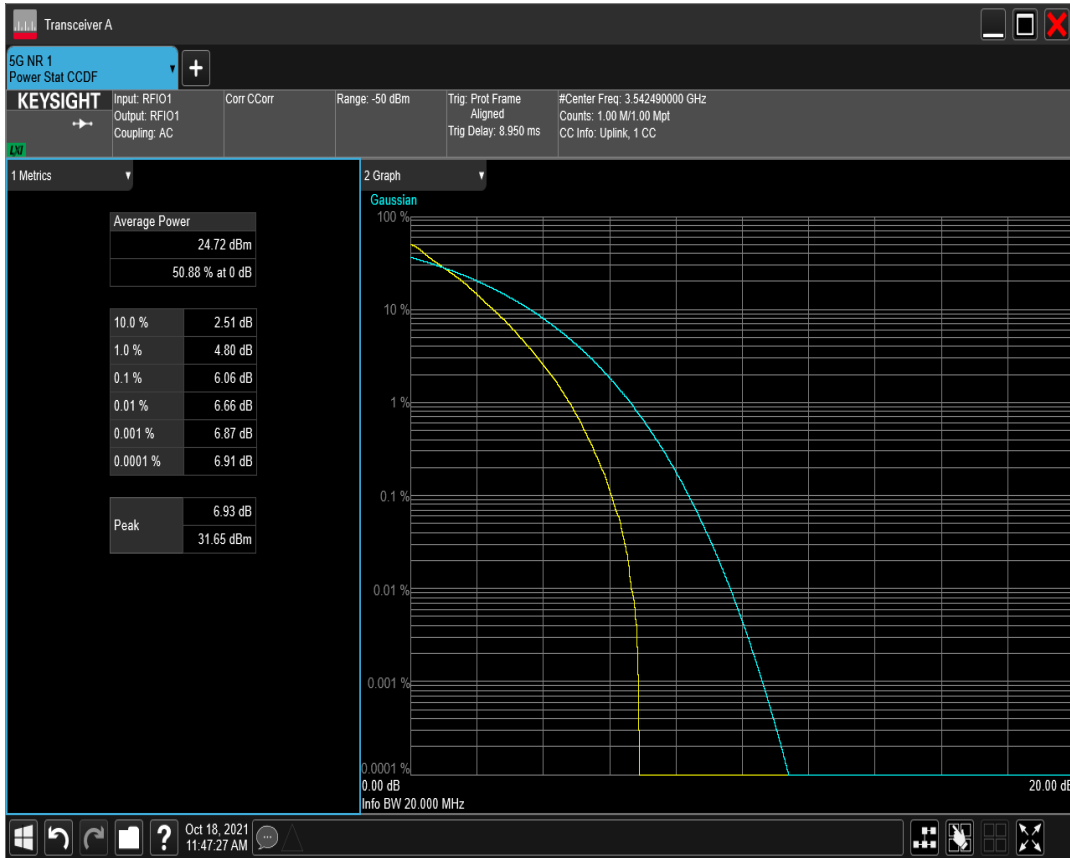 Transceiver A
5G NR 1
Power Stat CCDF
KEYSIGHT
LXI
Input: RFIO1
Output: RFIO1
Coupling: AC
Corr CCorr
Range: -50 dBm
Trig: Prot Frame
Aligned
Trig Delay: 8.950 ms
#Center Freq: 3.542490000 GHz
Counts: 1.00 M/1.00 Mpt
CC Info: Uplink, 1 CC
1 Metrics
Average Power
24.72 dBm
50.88 % at 0 dB
10.0 % 2.51 dB
1.0 % 4.80 dB
0.1 % 6.06 dB
0.01 % 6.66 dB
0.001 % 6.87 dB
0.0001 % 6.91 dB
Peak
6.93 dB
31.65 dBm
2 Graph
Gaussian
100 %
10 %
1 %
0.1 %
0.01 %
0.001 %
0.0001 %
0.00 dB 20.00 dB
Info BW 20.000 MHz
?
Oct 18, 2021
11:47:27 AM